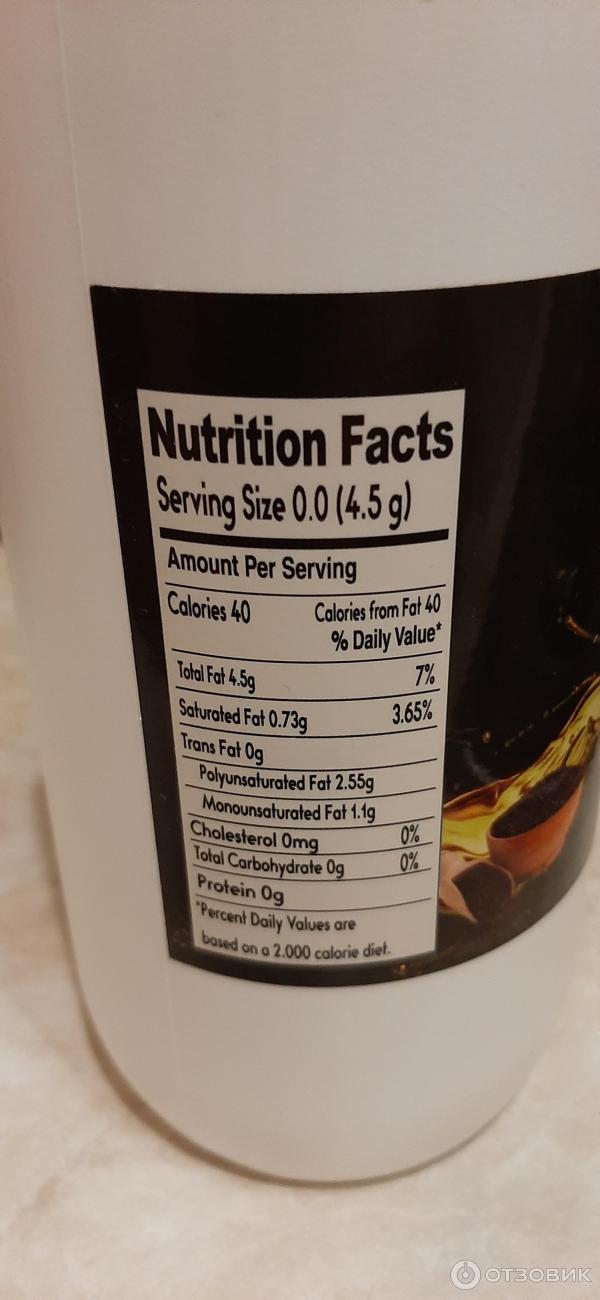 Nutrition Facts
Serving Size 0.0 (4.5 g)
Amount Per Serving
Calories 40 Calories from Fat 40
% Daily Value*
Total Fat 4.5g 7%
Saturated Fat 0.73g 3.65%
Trans Fat 0g
Polyunsaturated Fat 2.55g
Monounsaturated Fat 1.1g
Cholesterol 0mg 0%
Total Carbohydrate 0g 0%
Protein 0g
*Percent Daily Values are
based on a 2.000 calorie diet.
ОТЗОВИК